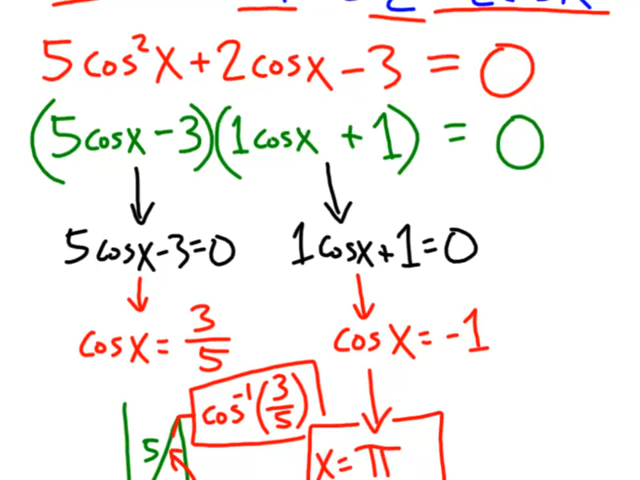 5cos²x+2cosx-3=0
(5cosx-3)(1cosx+1)=0
5cosx-3=0 1cosx+1=0
cosx=3/5 cosx=-1
cos⁻¹(3/5)
5 x=π